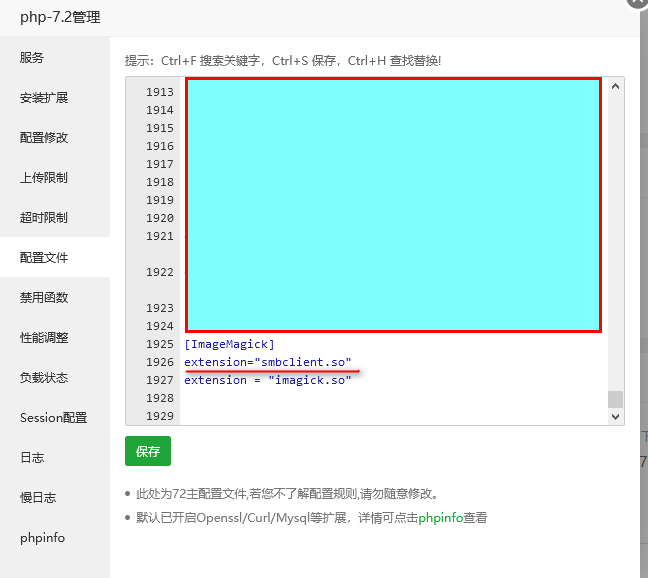 php-7.2管理
服务
安装扩展
配置修改
上传限制
超时限制
配置文件
禁用函数
性能调整
负载状态
Session配置
日志
慢日志
phpinfo
提示：Ctrl+F 搜索关键字，Ctrl+S 保存，Ctrl+H 查找替换!
1913
1914
1915
1916
1917
1918
1919
1920
1921
1922
1923
1924
1925 [ImageMagick]
1926 extension="smbclient.so"
1927 extension = "imagick.so"
1928
1929
保存
此处为72主配置文件,若您不了解配置规则,请勿随意修改。
默认已开启Openssl/Curl/Mysql等扩展，详情可点击phpinfo查看